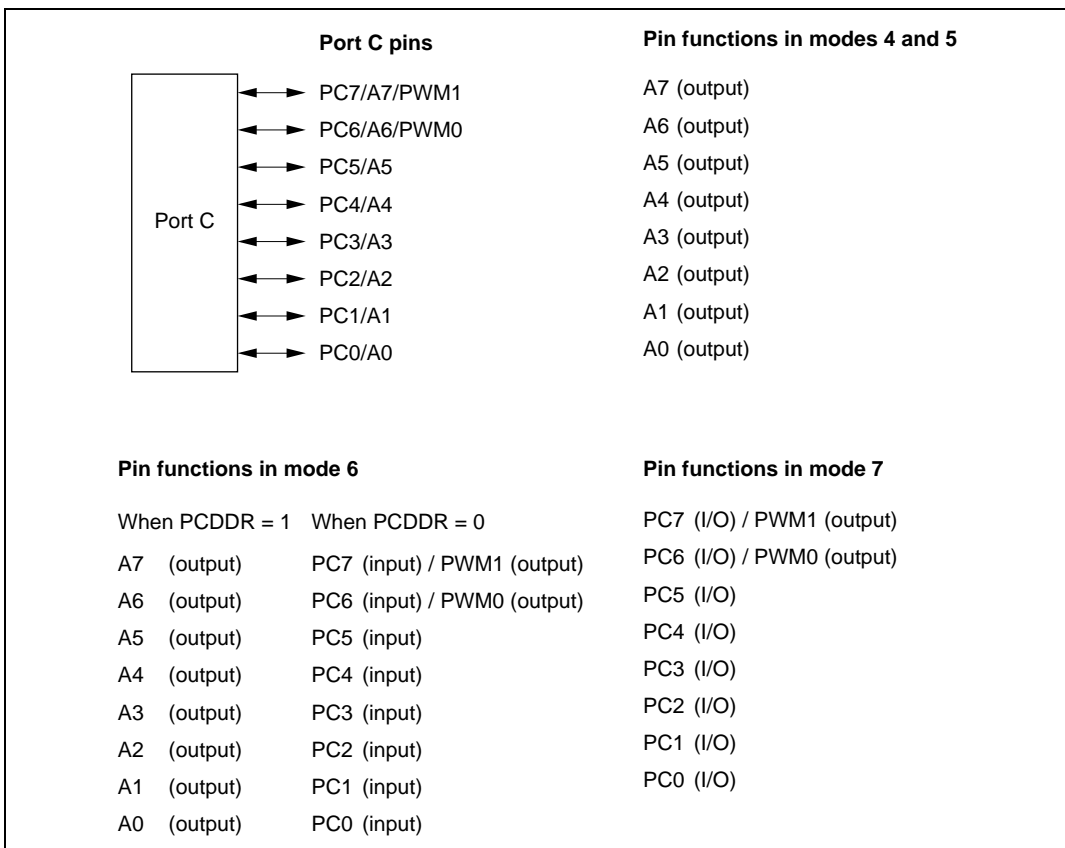 Port C pins
Pin functions in modes 4 and 5
Port C
PC7/A7/PWM1
A7 (output)
PC6/A6/PWM0
A6 (output)
PC5/A5
A5 (output)
PC4/A4
A4 (output)
PC3/A3
A3 (output)
PC2/A2
A2 (output)
PC1/A1
A1 (output)
PC0/A0
A0 (output)
Pin functions in mode 6
When PCDDR = 1 When PCDDR = 0
A7 (output) PC7 (input) / PWM1 (output)
A6 (output) PC6 (input) / PWM0 (output)
A5 (output) PC5 (input)
A4 (output) PC4 (input)
A3 (output) PC3 (input)
A2 (output) PC2 (input)
A1 (output) PC1 (input)
A0 (output) PC0 (input)
Pin functions in mode 7
PC7 (I/O) / PWM1 (output)
PC6 (I/O) / PWM0 (output)
PC5 (I/O)
PC4 (I/O)
PC3 (I/O)
PC2 (I/O)
PC1 (I/O)
PC0 (I/O)